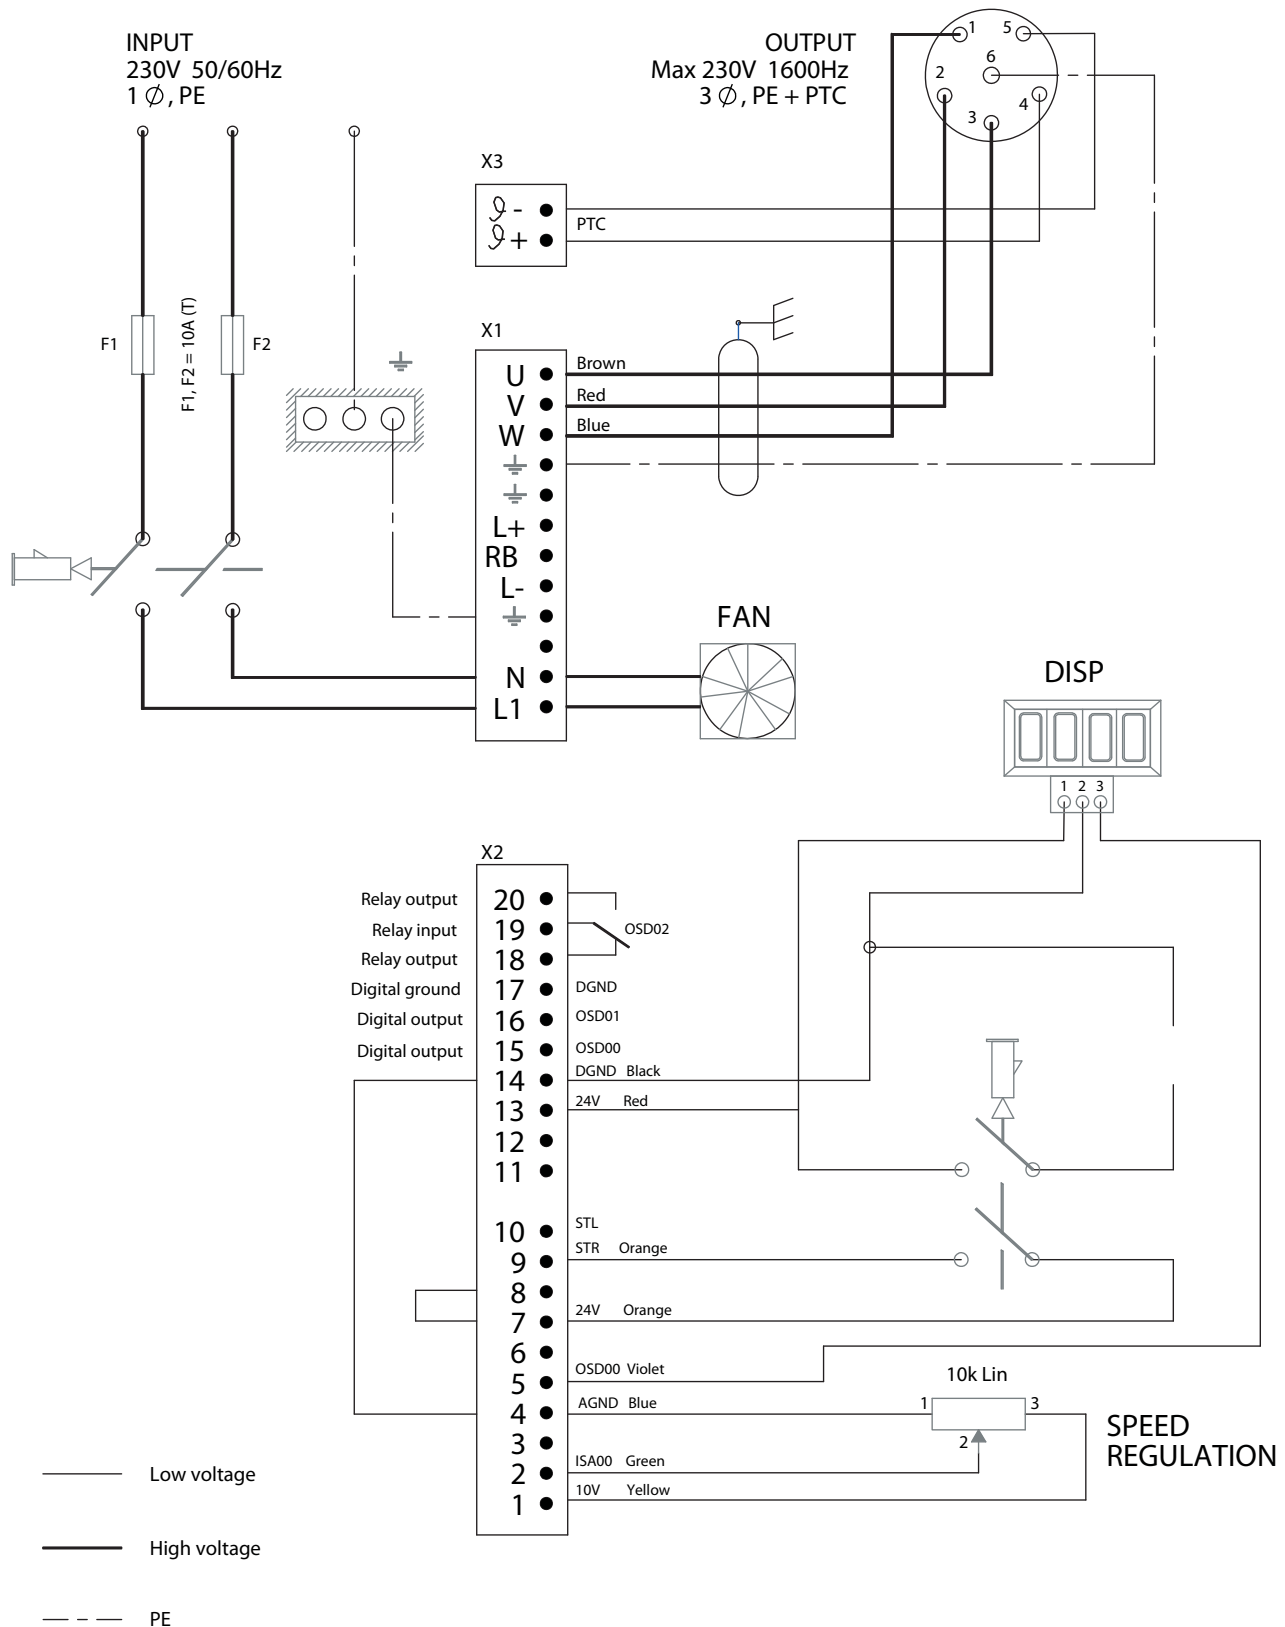 INPUT
230V 50/60Hz
1 ∅, PE
OUTPUT
Max 230V 1600Hz
3 ∅, PE + PTC
1
5
6
2
4
3
X3
ϑ -
ϑ +
PTC
F1
F1, F2 = 10A (T)
F2
X1
U
Brown
V
Red
W
Blue
L+
RB
L-
N
L1
FAN
DISP
1 2 3
X2
Relay output
20
Relay input
19
OSD02
Relay output
18
Digital ground
17
DGND
Digital output
16
OSD01
Digital output
15
OSD00
14
DGND Black
13
24V Red
12
11
10
STL
9
STR Orange
8
7
24V Orange
6
5
OSD00 Violet
4
AGND Blue
3
2
ISA00 Green
1
10V Yellow
10k Lin
1
3
2
SPEED
REGULATION
Low voltage
High voltage
PE